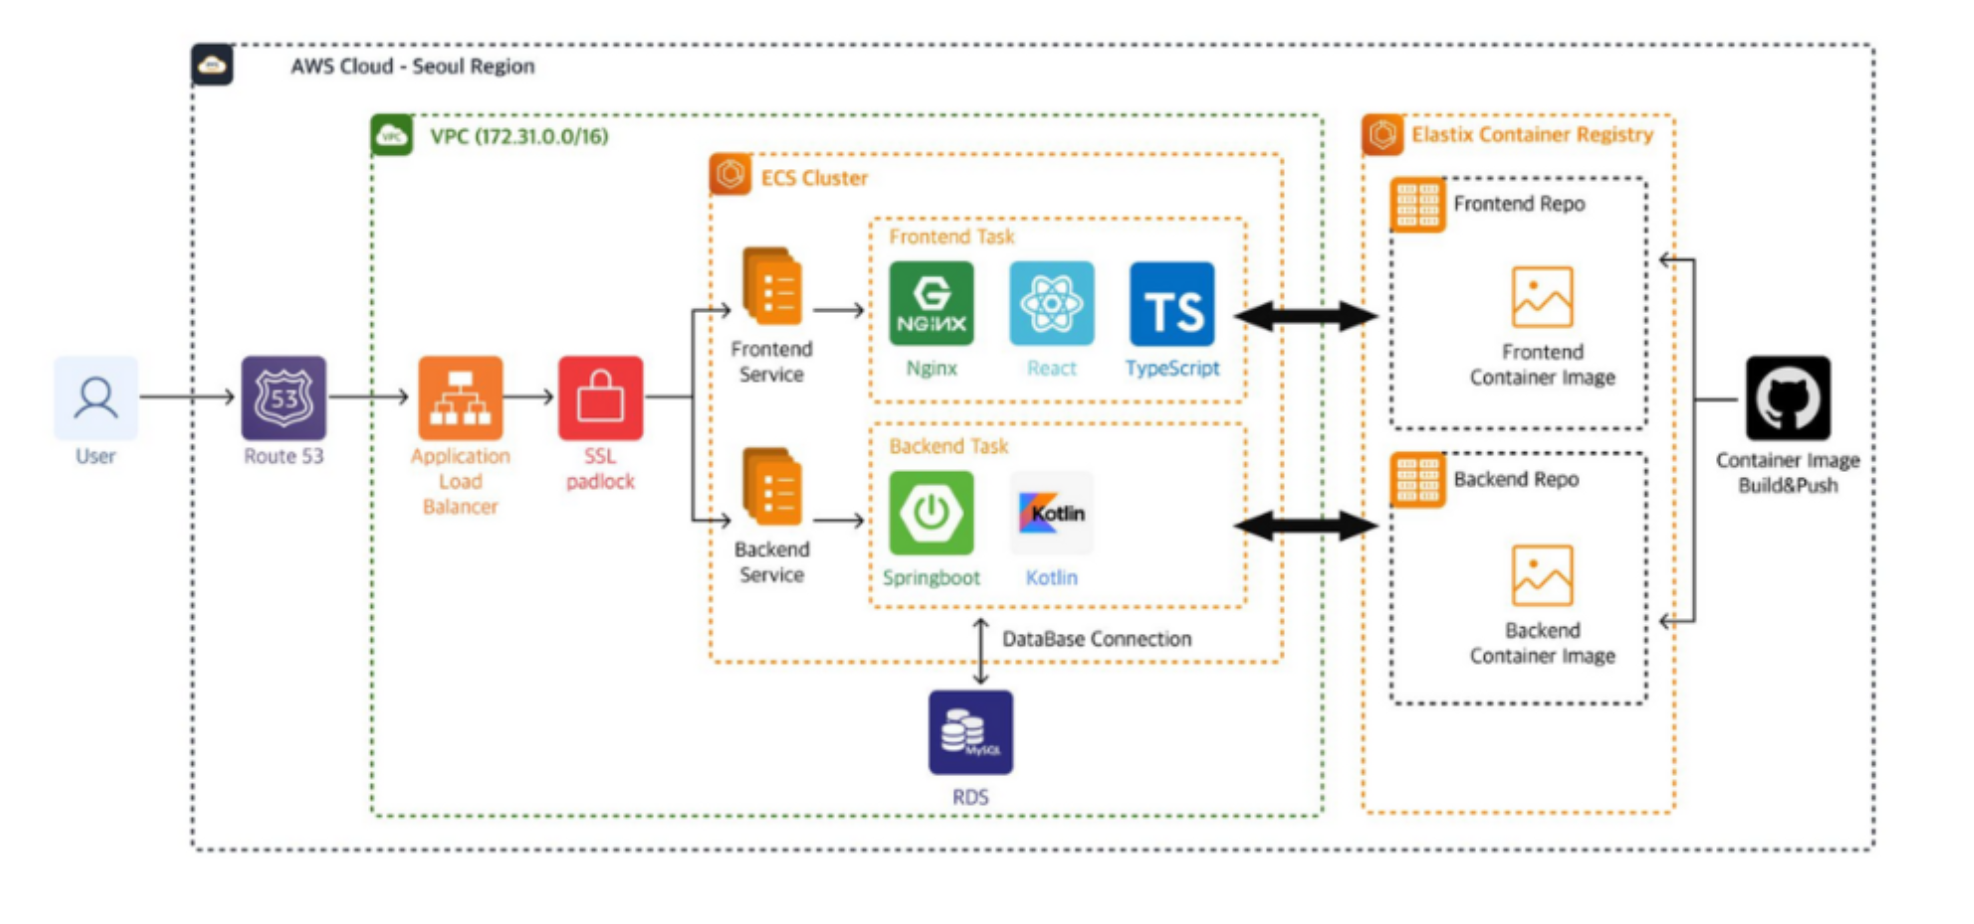 AWS Cloud - Seoul Region
VPC
VPC (172.31.0.0/16)
ECS Cluster
Elastix Container Registry
Frontend Repo
Frontend Task
NGINX
TS
Nginx
React
TypeScript
Frontend
Service
Frontend
Container Image
53
User
Route 53
Application
Load
Balancer
SSL
padlock
Container Image
Build&Push
Backend Task
Backend Repo
Kotlin
Springboot
Kotlin
Backend
Service
Backend
Container Image
DataBase Connection
MySQL
RDS